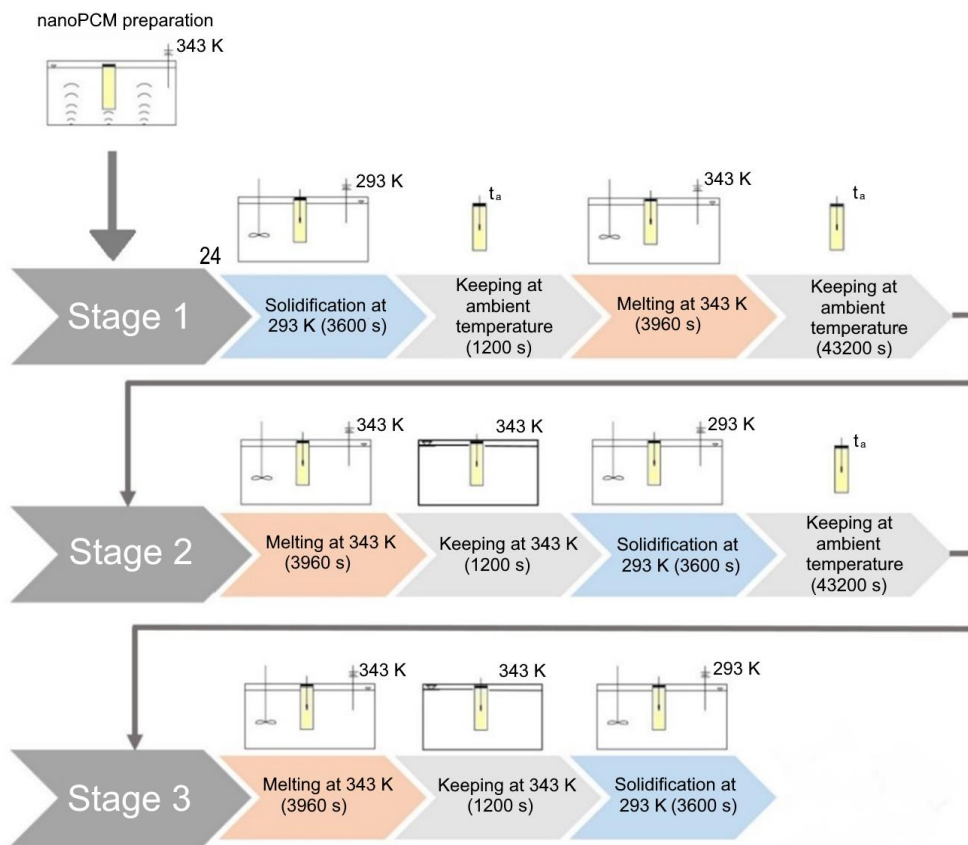 nanoPCM preparation
343 K
293 K
tₐ
343 K
tₐ
24
Stage 1
Solidification at
293 K (3600 s)
Keeping at
ambient
temperature
(1200 s)
Melting at 343 K
(3960 s)
Keeping at
ambient
temperature
(43200 s)
343 K
343 K
293 K
tₐ
Stage 2
Melting at 343 K
(3960 s)
Keeping at 343 K
(1200 s)
Solidification at
293 K (3600 s)
Keeping at
ambient
temperature
(43200 s)
343 K
343 K
293 K
Stage 3
Melting at 343 K
(3960 s)
Keeping at 343 K
(1200 s)
Solidification at
293 K (3600 s)